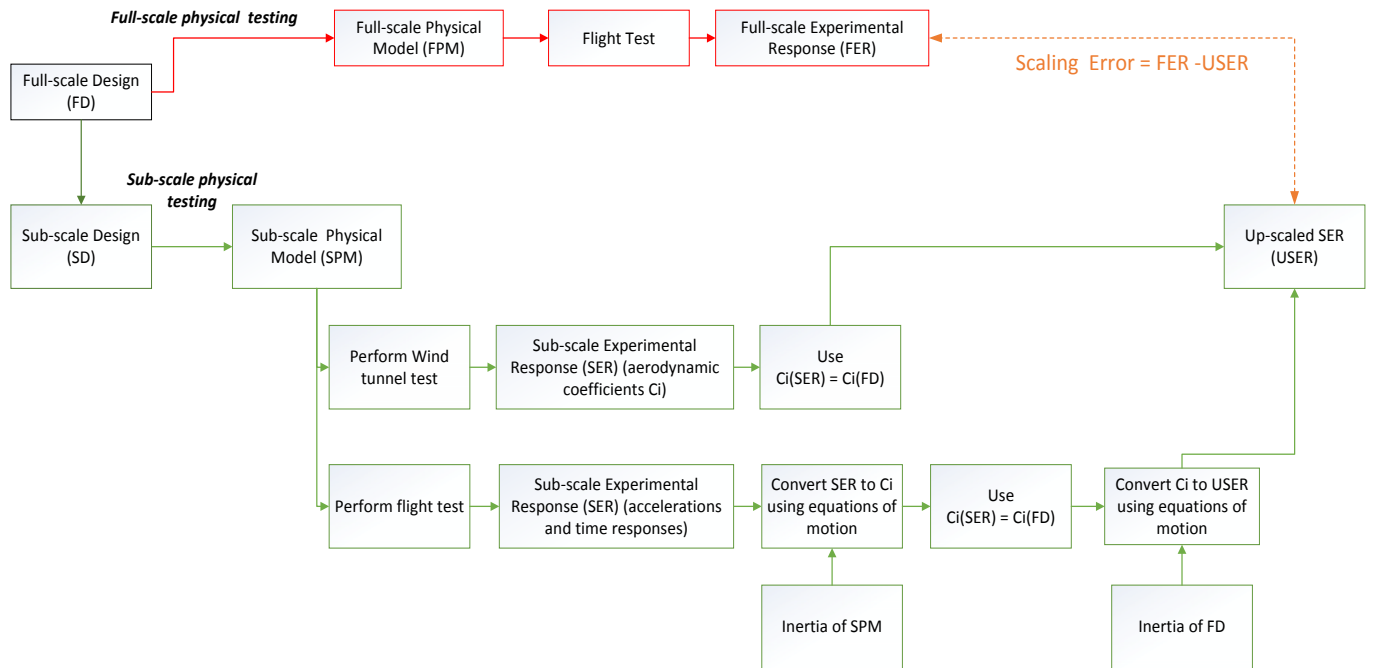 Full-scale physical testing
Full-scale Physical
Model (FPM)
Flight Test
Full-scale Experimental
Response (FER)
Scaling Error = FER -USER
Full-scale Design
(FD)
Sub-scale physical
testing
Sub-scale Design
(SD)
Sub-scale Physical
Model (SPM)
Up-scaled SER
(USER)
Perform Wind
tunnel test
Sub-scale Experimental
Response (SER) (aerodynamic
coefficients Ci)
Use
Ci(SER) = Ci(FD)
Perform flight test
Sub-scale Experimental
Response (SER) (accelerations
and time responses)
Convert SER to Ci
using equations of
motion
Use
Ci(SER) = Ci(FD)
Convert Ci to USER
using equations of
motion
Inertia of SPM
Inertia of FD